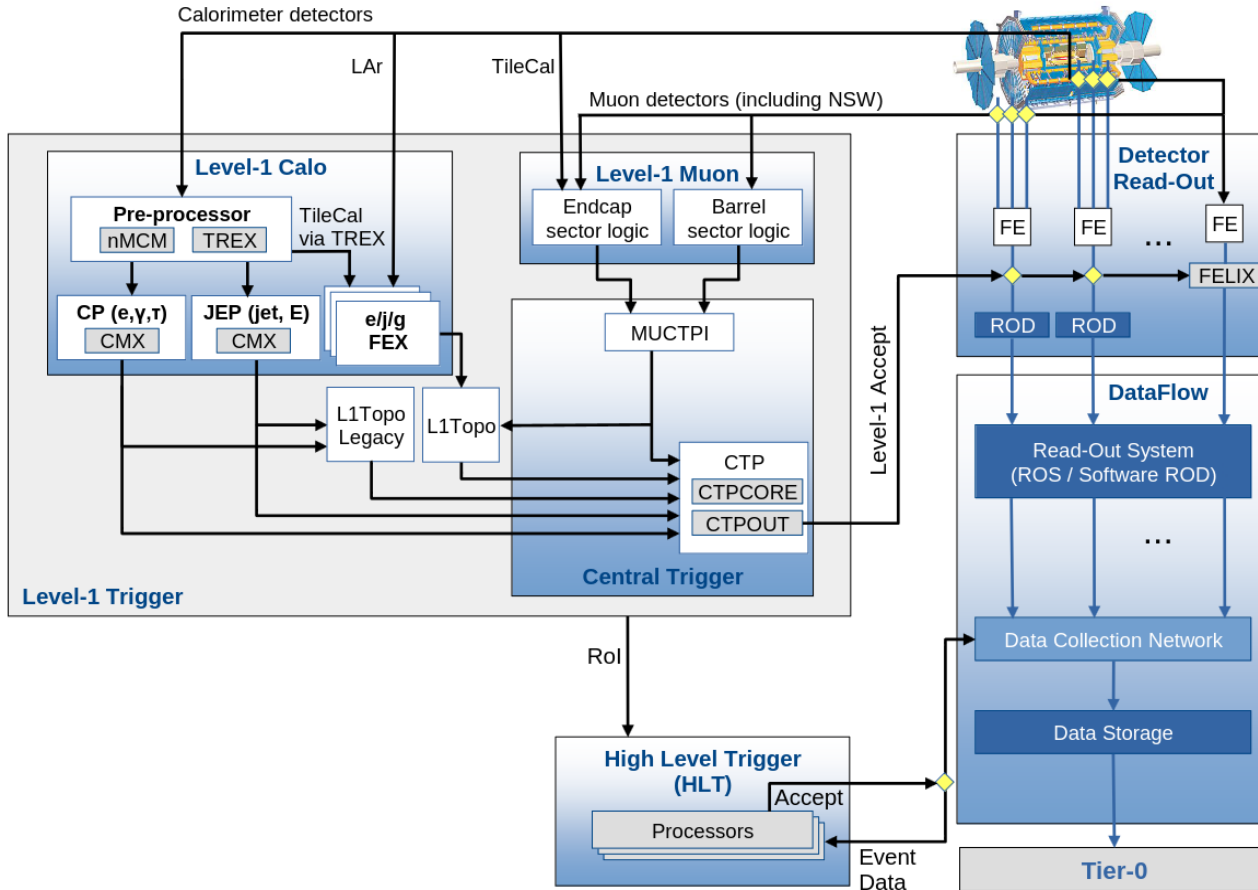 Calorimeter detectors
LAr
TileCal
Muon detectors (including NSW)
Level-1 Calo
Pre-processor
nMCM
TREX
TileCal
via TREX
CP (e,γ,τ)
CMX
JEP (jet, E)
CMX
e/j/g
FEX
Level-1 Muon
Endcap
sector logic
Barrel
sector logic
MUCTPI
L1Topo
Legacy
L1Topo
CTP
CTPCORE
CTPOUT
Central Trigger
Level-1 Trigger
Level-1 Accept
Detector
Read-Out
FE
FE
...
FE
FELIX
ROD
ROD
DataFlow
Read-Out System
(ROS / Software ROD)
...
Data Collection Network
Data Storage
Tier-0
RoI
High Level Trigger
(HLT)
Accept
Processors
Event
Data